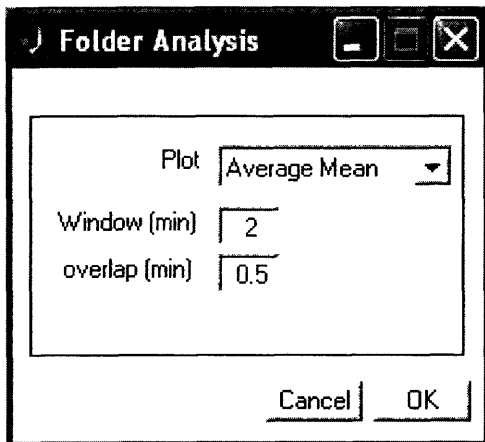 Folder Analysis
Plot Average Mean
Window (min) 2
overlap (min) 0.5
Cancel OK